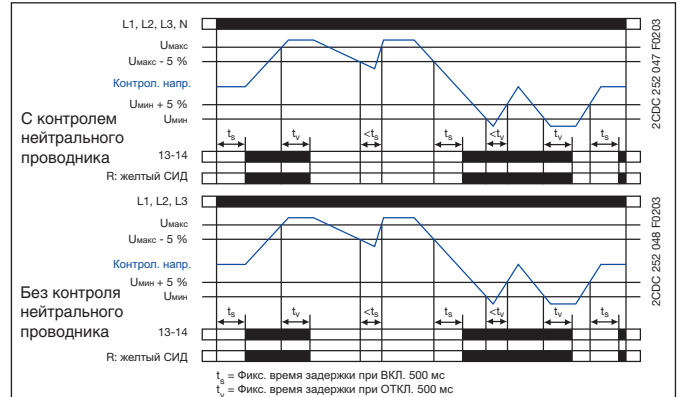 L1, L2, L3, N
Uмакс
Uмакс - 5 %
Контрол. напр.
Uмин + 5 %
Uмин
С контролем
нейтрального
проводника
ts tv <ts ts <tv tv ts
13-14
R: желтый СИД
2CDC 252 047 F0203
L1, L2, L3
Uмакс
Uмакс - 5 %
Контрол. напр.
Uмин + 5 %
Uмин
Без контроля
нейтрального
проводника
ts tv <ts ts <tv tv ts
13-14
R: желтый СИД
2CDC 252 048 F0203
ts = Фикс. время задержки при ВКЛ. 500 мс
tv = Фикс. время задержки при ОТКЛ. 500 мс